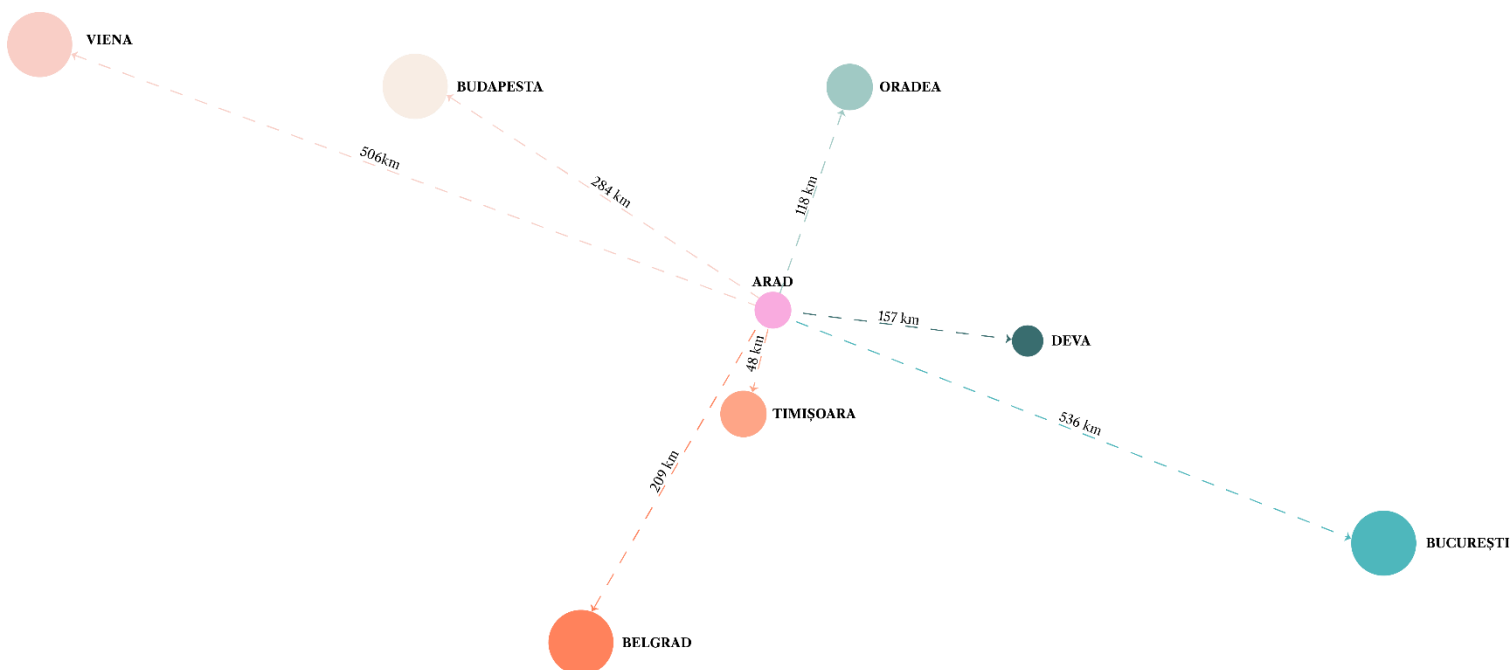 VIENA
BUDAPESTA
ORADEA
506km
284 km
118 km
ARAD
157 km
DEVA
48 km
TIMIȘOARA
536 km
209 km
BUCUREȘTI
BELGRAD